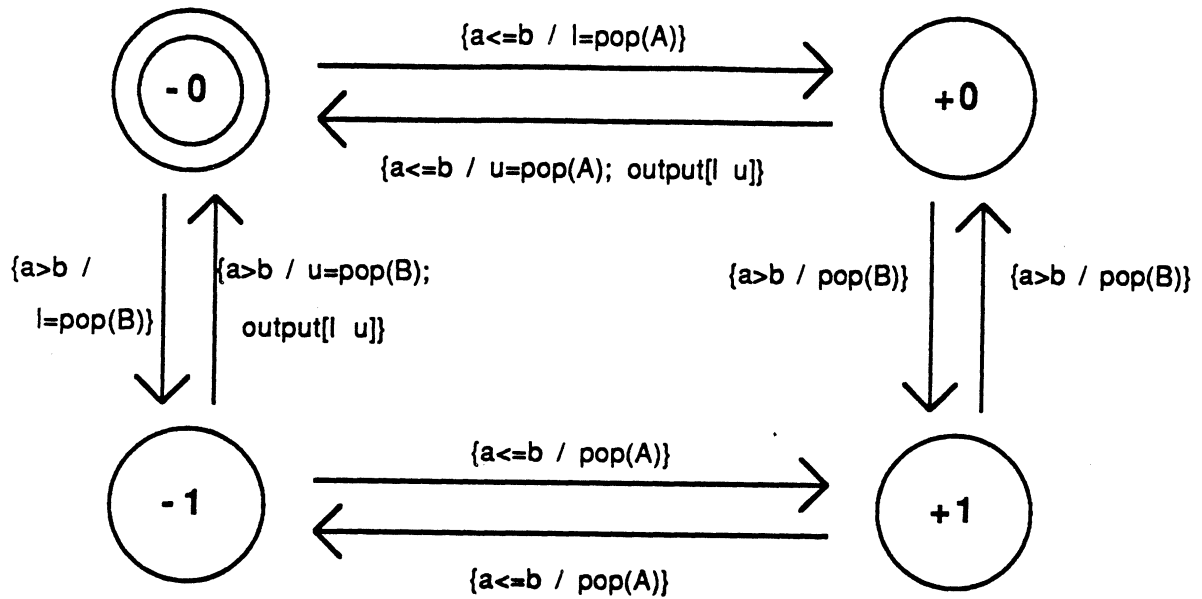 {a<=b / l=pop(A)}
- 0
+0
{a<=b / u=pop(A); output[l u]}
{a>b /
l=pop(B)}
{a>b / u=pop(B);
output[l u]}
{a>b / pop(B)}
{a>b / pop(B)}
{a<=b / pop(A)}
- 1
+1
{a<=b / pop(A)}